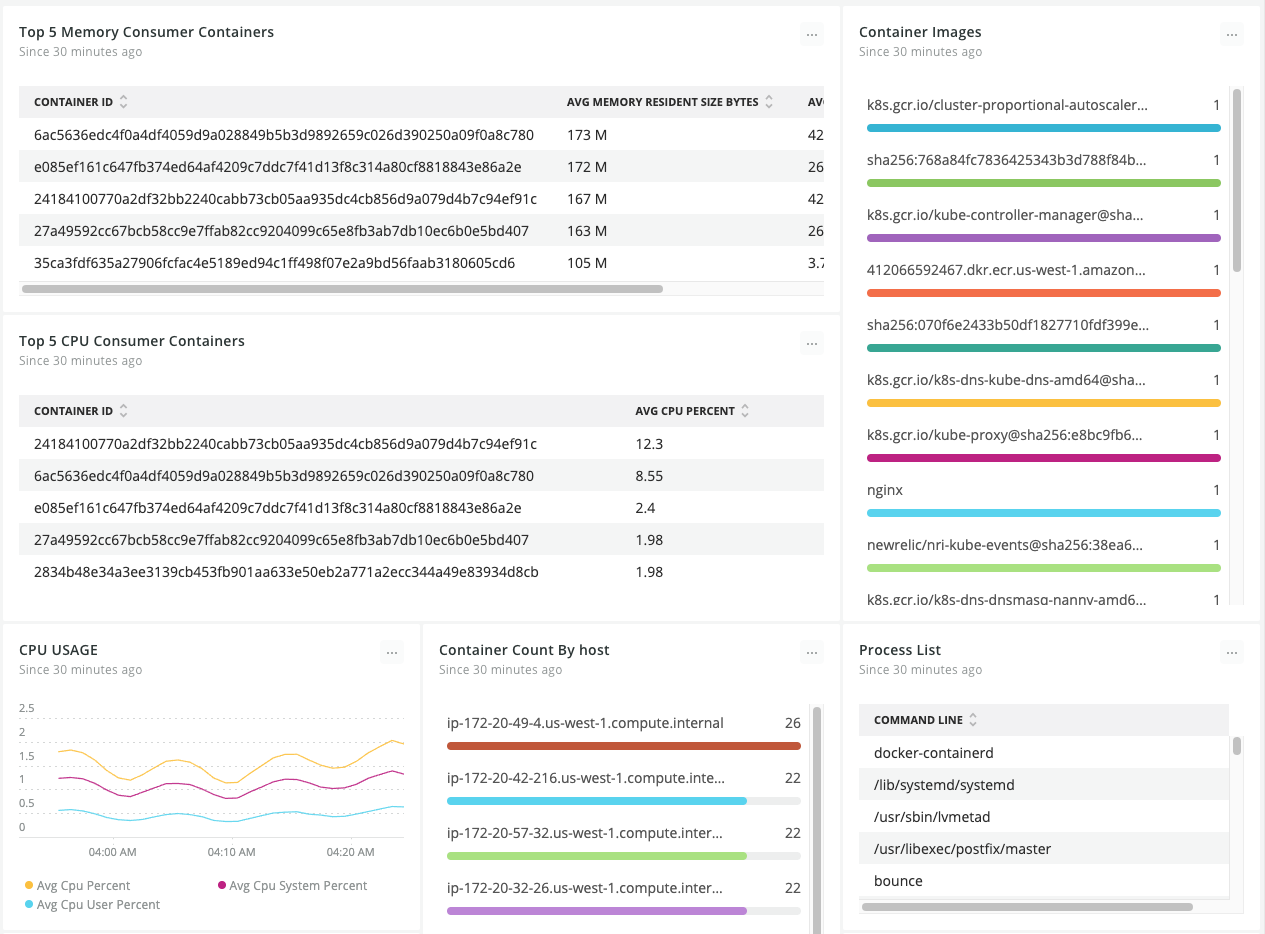 Top 5 Memory Consumer Containers
Since 30 minutes ago
...
CONTAINER ID AVG MEMORY RESIDENT SIZE BYTES AV
6ac5636edc4f0a4df4059d9a028849b5b3d9892659c026d390250a09f0a8c780 173 M 42
e085ef161c647fb374ed64af4209c7ddc7f41d13f8c314a80cf8818843e86a2e 172 M 26
24184100770a2df32bb2240cabb73cb05aa935dc4cb856d9a079d4b7c94ef91c 167 M 42
27a49592cc67bcb58cc9e7ffab82cc9204099c65e8fb3ab7db10ec6b0e5bd407 163 M 26
35ca3fdf635a27906fcfac4e5189ed94c1ff498f07e2a9bd56faab3180605cd6 105 M 3.7
Container Images
Since 30 minutes ago
...
k8s.gcr.io/cluster-proportional-autoscaler... 1
sha256:768a84fc7836425343b3d788f84b... 1
k8s.gcr.io/kube-controller-manager@sha... 1
412066592467.dkr.ecr.us-west-1.amazon... 1
sha256:070f6e2433b50df1827710fdf399e... 1
k8s.gcr.io/k8s-dns-kube-dns-amd64@sha... 1
k8s.gcr.io/kube-proxy@sha256:e8bc9fb6... 1
nginx 1
newrelic/nri-kube-events@sha256:38ea6... 1
k8s.gcr.io/k8s-dns-dnsmasq-nanny-amd6... 1
Top 5 CPU Consumer Containers
Since 30 minutes ago
...
CONTAINER ID AVG CPU PERCENT
24184100770a2df32bb2240cabb73cb05aa935dc4cb856d9a079d4b7c94ef91c 12.3
6ac5636edc4f0a4df4059d9a028849b5b3d9892659c026d390250a09f0a8c780 8.55
e085ef161c647fb374ed64af4209c7ddc7f41d13f8c314a80cf8818843e86a2e 2.4
27a49592cc67bcb58cc9e7ffab82cc9204099c65e8fb3ab7db10ec6b0e5bd407 1.98
2834b48e34a3ee3139cb453fb901aa633e50eb2a771a2ecc344a49e83934d8cb 1.98
CPU USAGE
Since 30 minutes ago
...
2.5
2
1.5
1
0.5
0
04:00 AM 04:10 AM 04:20 AM
Avg Cpu Percent Avg Cpu System Percent
Avg Cpu User Percent
Container Count By host
Since 30 minutes ago
...
ip-172-20-49-4.us-west-1.compute.internal 26
ip-172-20-42-216.us-west-1.compute.inte... 22
ip-172-20-57-32.us-west-1.compute.inter... 22
ip-172-20-32-26.us-west-1.compute.inter... 22
Process List
Since 30 minutes ago
...
COMMAND LINE
docker-containerd
/lib/systemd/systemd
/usr/sbin/lvmetad
/usr/libexec/postfix/master
bounce